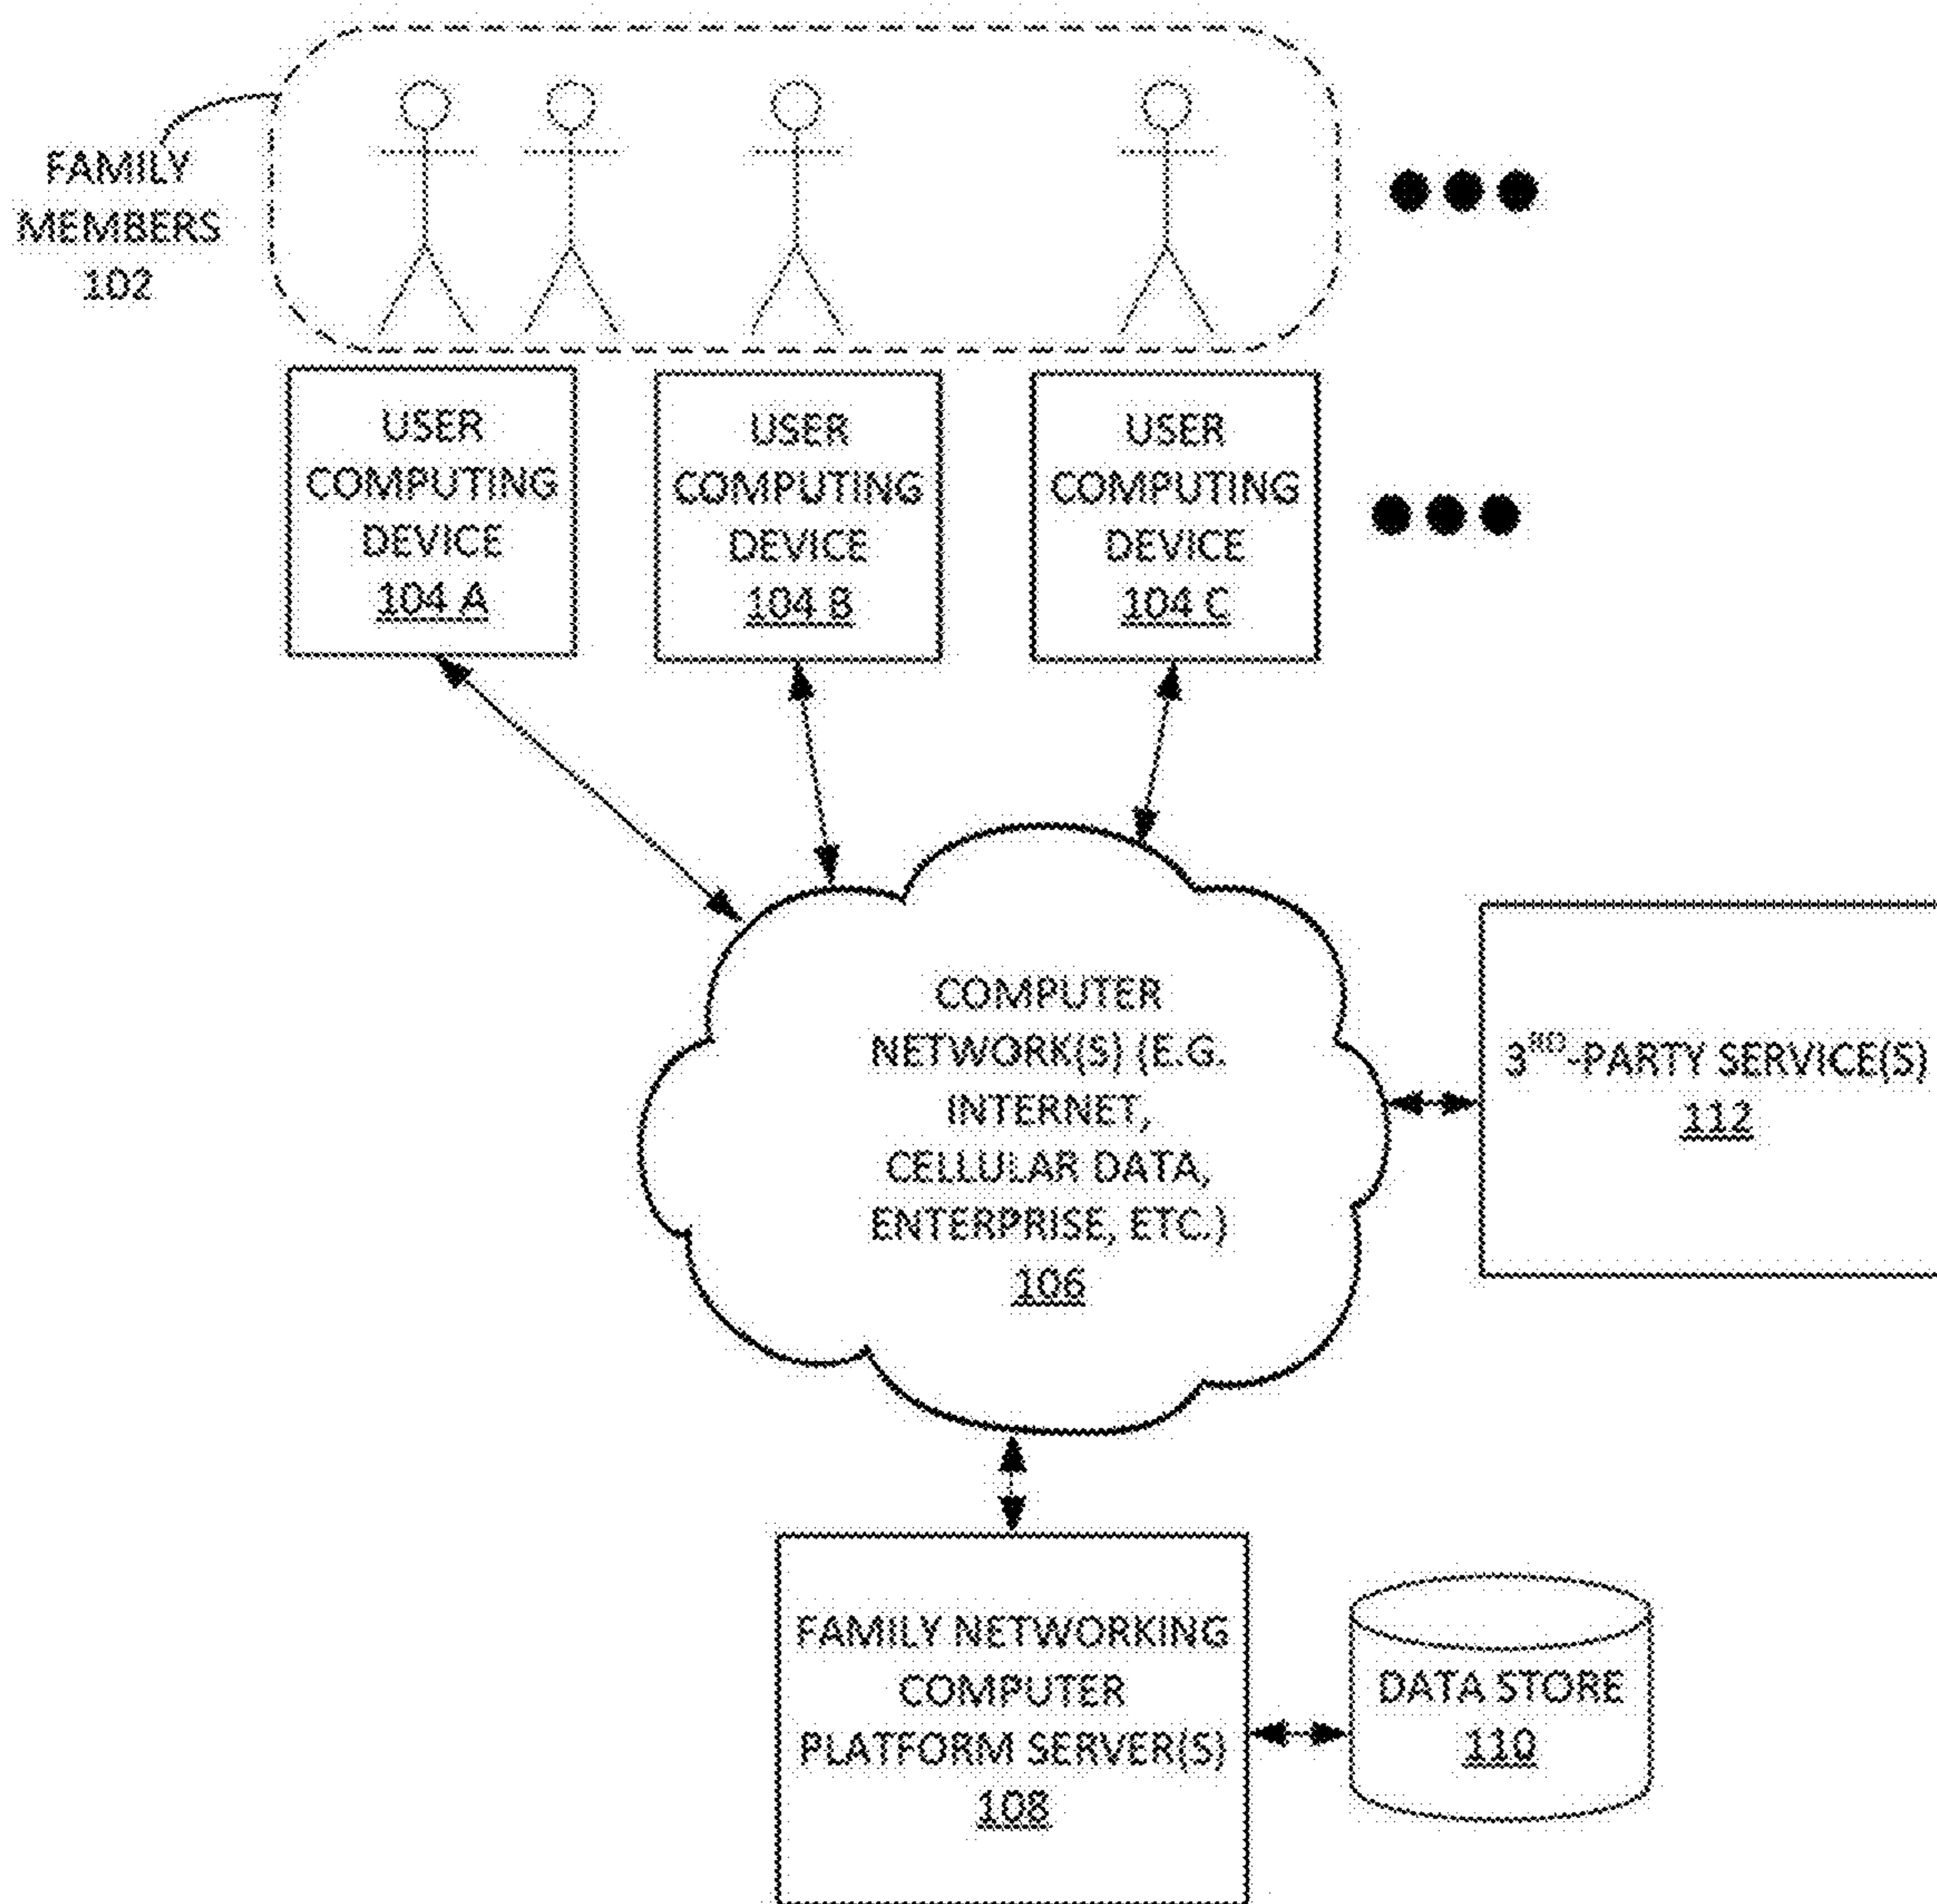 FAMILY
MEMBERS
102
USER
COMPUTING
DEVICE
104 A
USER
COMPUTING
DEVICE
104 B
USER
COMPUTING
DEVICE
104 C
COMPUTER
NETWORK(S) (E.G.
INTERNET,
CELLULAR DATA,
ENTERPRISE, ETC.)
106
3RD-PARTY SERVICE(S)
112
FAMILY NETWORKING
COMPUTER
PLATFORM SERVER(S)
108
DATA STORE
110